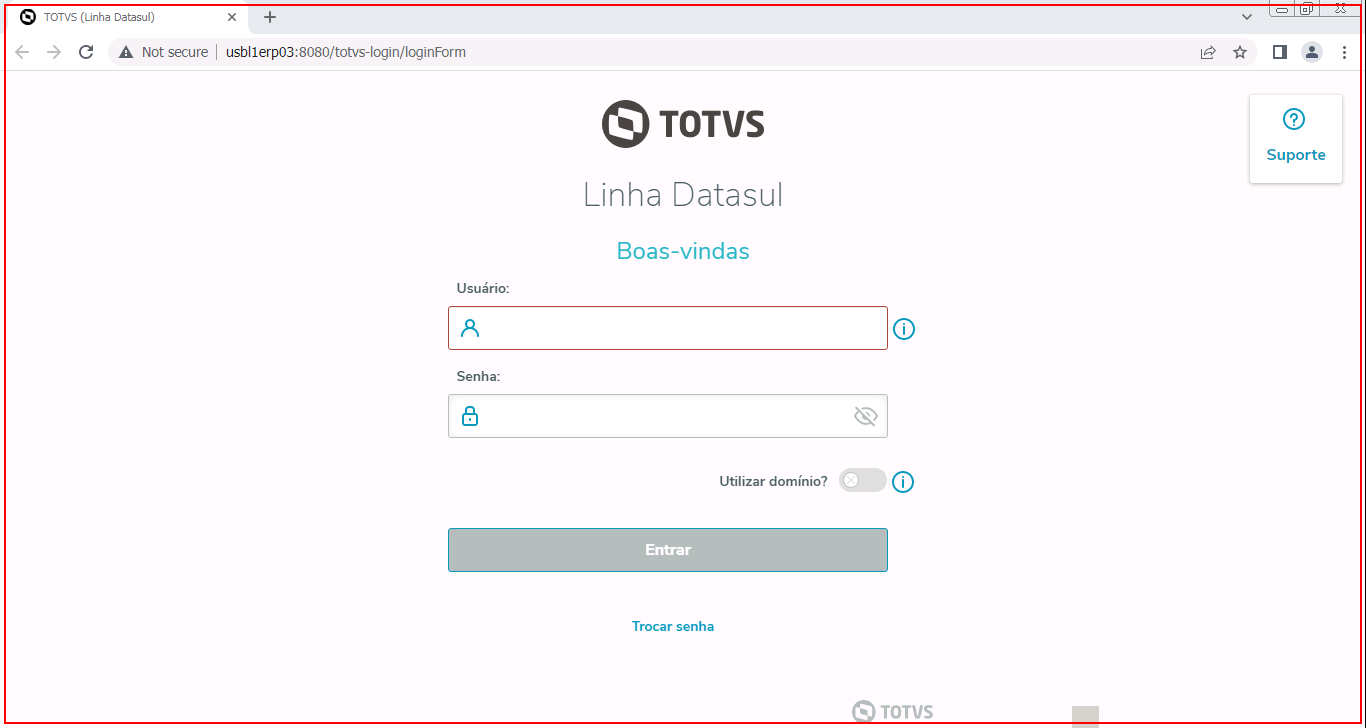 TOTVS (Linha Datasul)
Not secure usbl1erp03:8080/totvs-login/loginForm
TOTVS
Suporte
Linha Datasul
Boas-vindas
Usuário:
Senha:
Utilizar domínio?
Entrar
Trocar senha
TOTVS